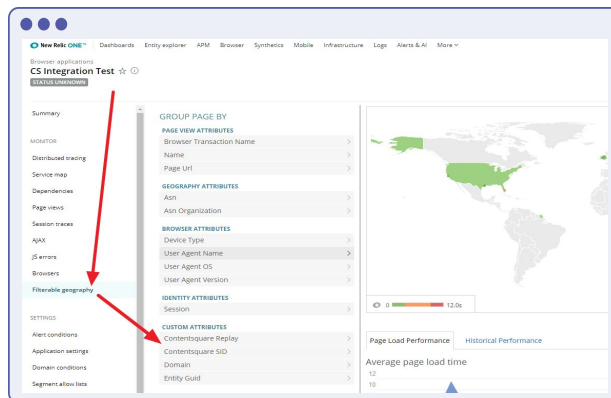 New Relic ONE™ Dashboards Entity explorer APM Browser Synthetics Mobile Infrastructure Logs Alerts & AI More
Browser applications
CS Integration Test
STATUS UNKNOWN
Summary
MONITOR
Distributed tracing
Service map
Dependencies
Page views
Session traces
AJAX
JS errors
Browsers
Filterable geography
SETTINGS
Alert conditions
Application settings
Domain conditions
Segment allow lists
GROUP PAGE BY
PAGE VIEW ATTRIBUTES
Browser Transaction Name
Name
Page Url
GEOGRAPHY ATTRIBUTES
Asn
Asn Organization
BROWSER ATTRIBUTES
Device Type
User Agent Name
User Agent OS
User Agent Version
IDENTITY ATTRIBUTES
Session
CUSTOM ATTRIBUTES
Contentsquare Replay
Contentsquare SID
Domain
Entity Guid
0 12.0s
Page Load Performance Historical Performance
Average page load time
12
10